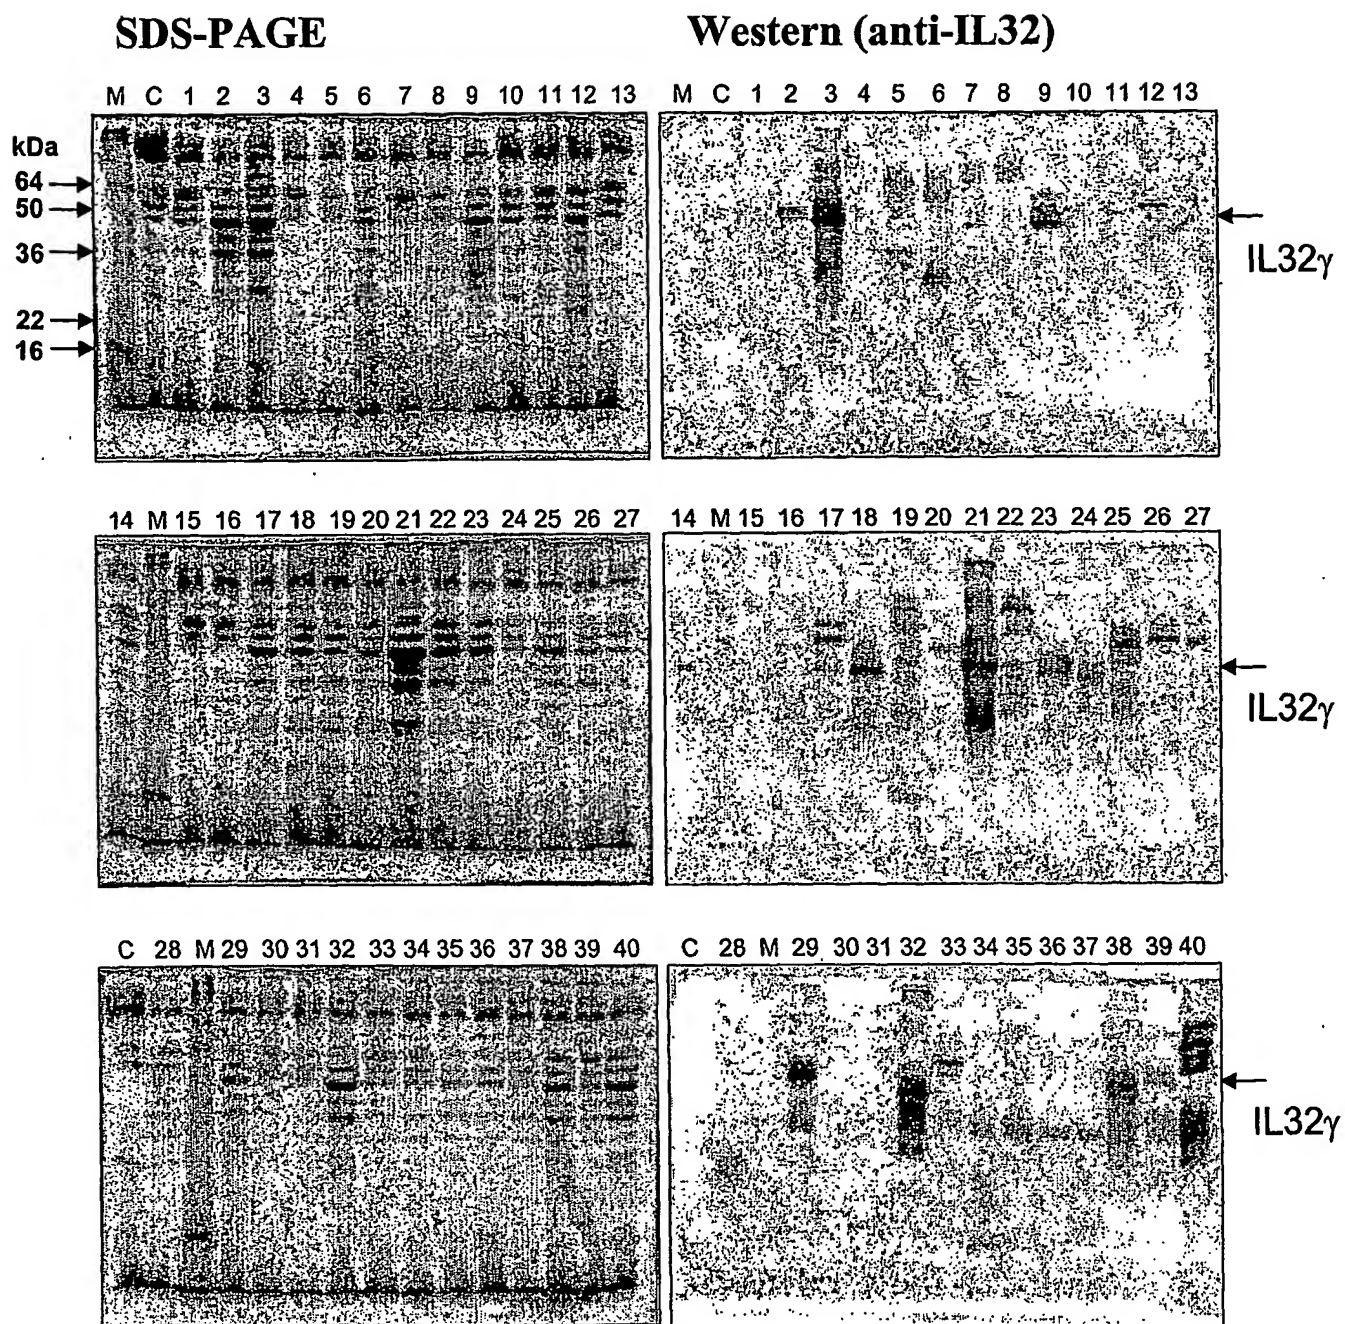 SDS-PAGE
Western (anti-IL32)
M C 1 2 3 4 5 6 7 8 9 10 11 12 13
M C 1 2 3 4 5 6 7 8 9 10 11 12 13
kDa
64
50
36
22
16
IL32γ
14 M 15 16 17 18 19 20 21 22 23 24 25 26 27
14 M 15 16 17 18 19 20 21 22 23 24 25 26 27
IL32γ
C 28 M 29 30 31 32 33 34 35 36 37 38 39 40
C 28 M 29 30 31 32 33 34 35 36 37 38 39 40
IL32γ